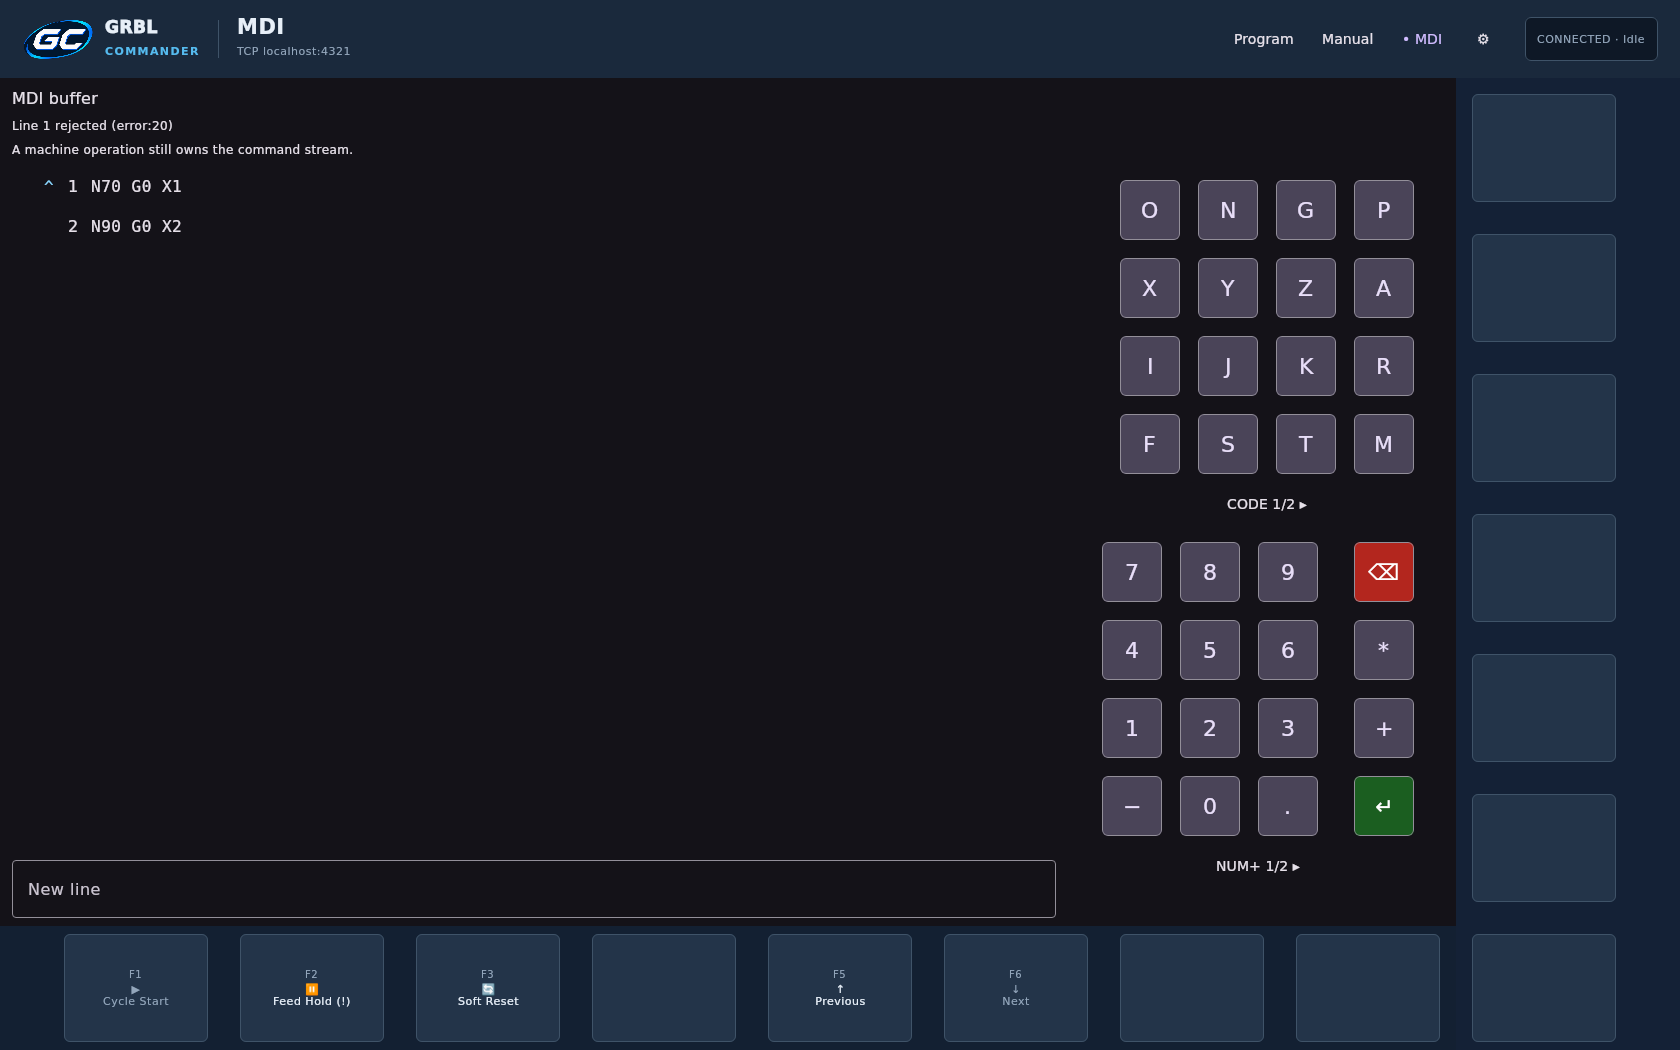 GC GRBL
COMMANDER
MDI
TCP localhost:4321
Program Manual • MDI ⚙ CONNECTED · Idle
MDI buffer
Line 1 rejected (error:20)
A machine operation still owns the command stream.
^ 1 N70 G0 X1
2 N90 G0 X2
O N G P
X Y Z A
I J K R
F S T M
CODE 1/2 ▸
7 8 9 ⌫
4 5 6 *
1 2 3 +
− 0 . ↵
NUM+ 1/2 ▸
New line
F1 ▶ Cycle Start
F2 ⏸ Feed Hold (!)
F3 🔄 Soft Reset
F5 ↑ Previous
F6 ↓ Next